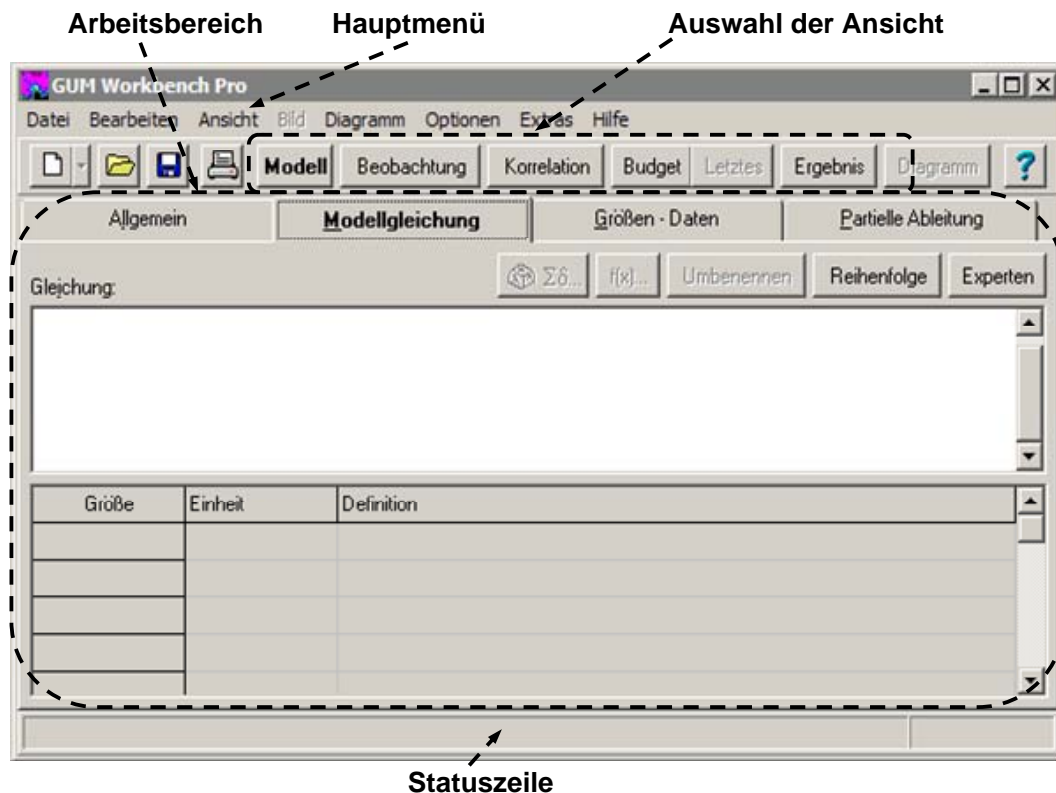 Arbeitsbereich Hauptmenü Auswahl der Ansicht
GUM Workbench Pro
Datei Bearbeiten Ansicht Bild Diagramm Optionen Extras Hilfe
Modell Beobachtung Korrelation Budget Letztes Ergebnis Diagramm ?
Allgemein Modellgleichung Größen - Daten Partielle Ableitung
Gleichung: Σδ... f(x)... Umbenennen Reihenfolge Experten
Größe Einheit Definition
Statuszeile